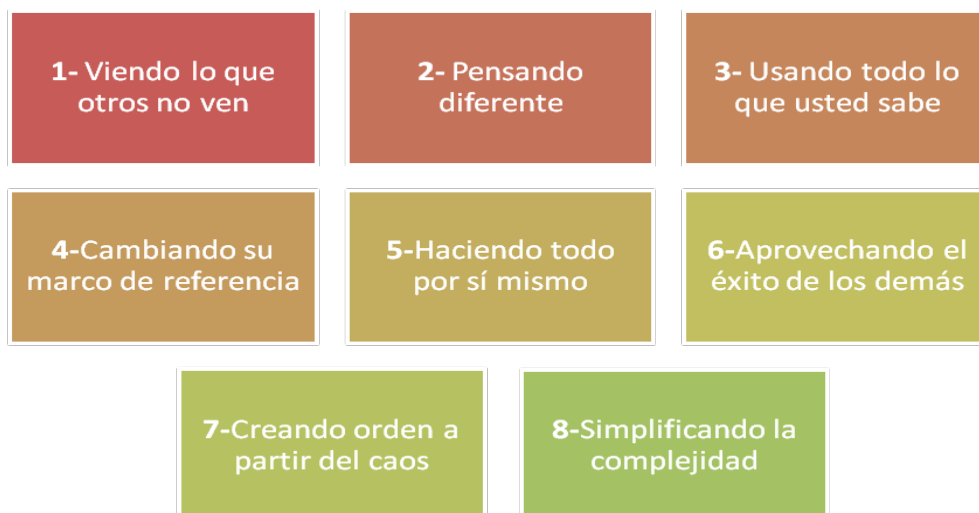 1- Viendo lo que
otros no ven
2- Pensando
diferente
3- Usando todo lo
que usted sabe
4-Cambiando su
marco de referencia
5-Haciendo todo
por sí mismo
6-Aprovechando el
éxito de los demás
7-Creando orden a
partir del caos
8-Simplificando la
complejidad